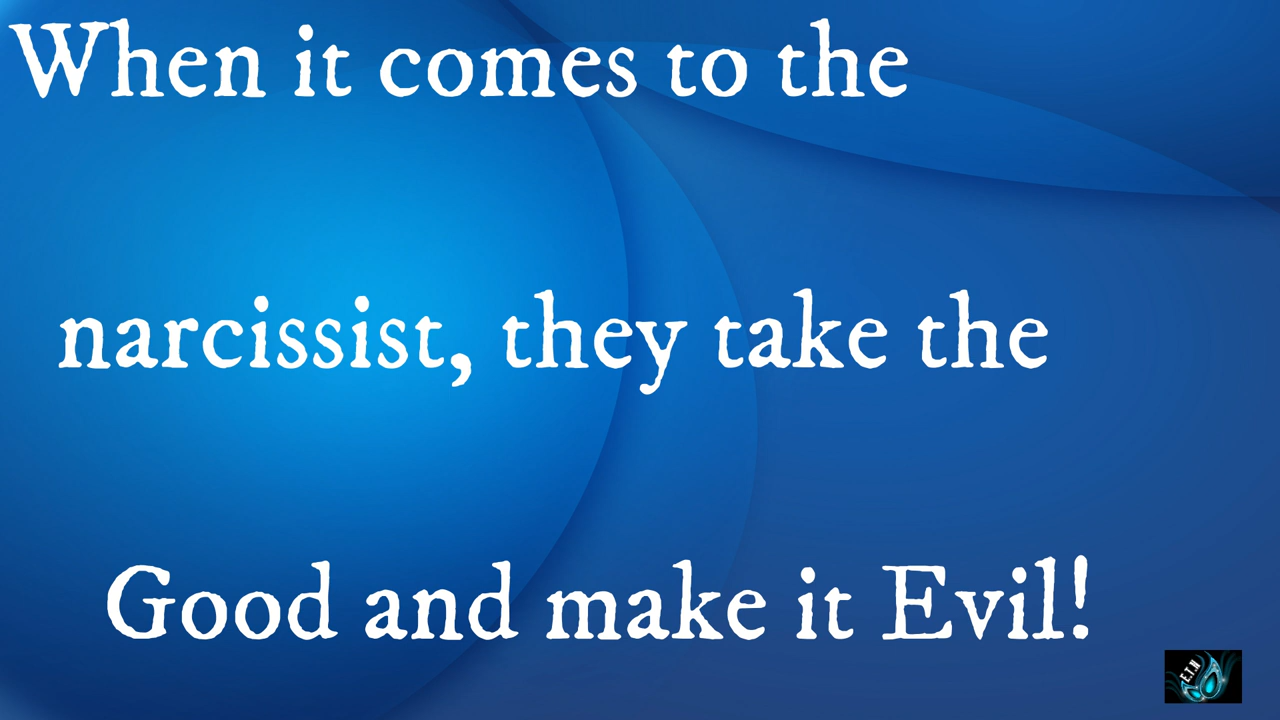 When it comes to the
narcissist, they take the
Good and make it Evil!
E.T.N